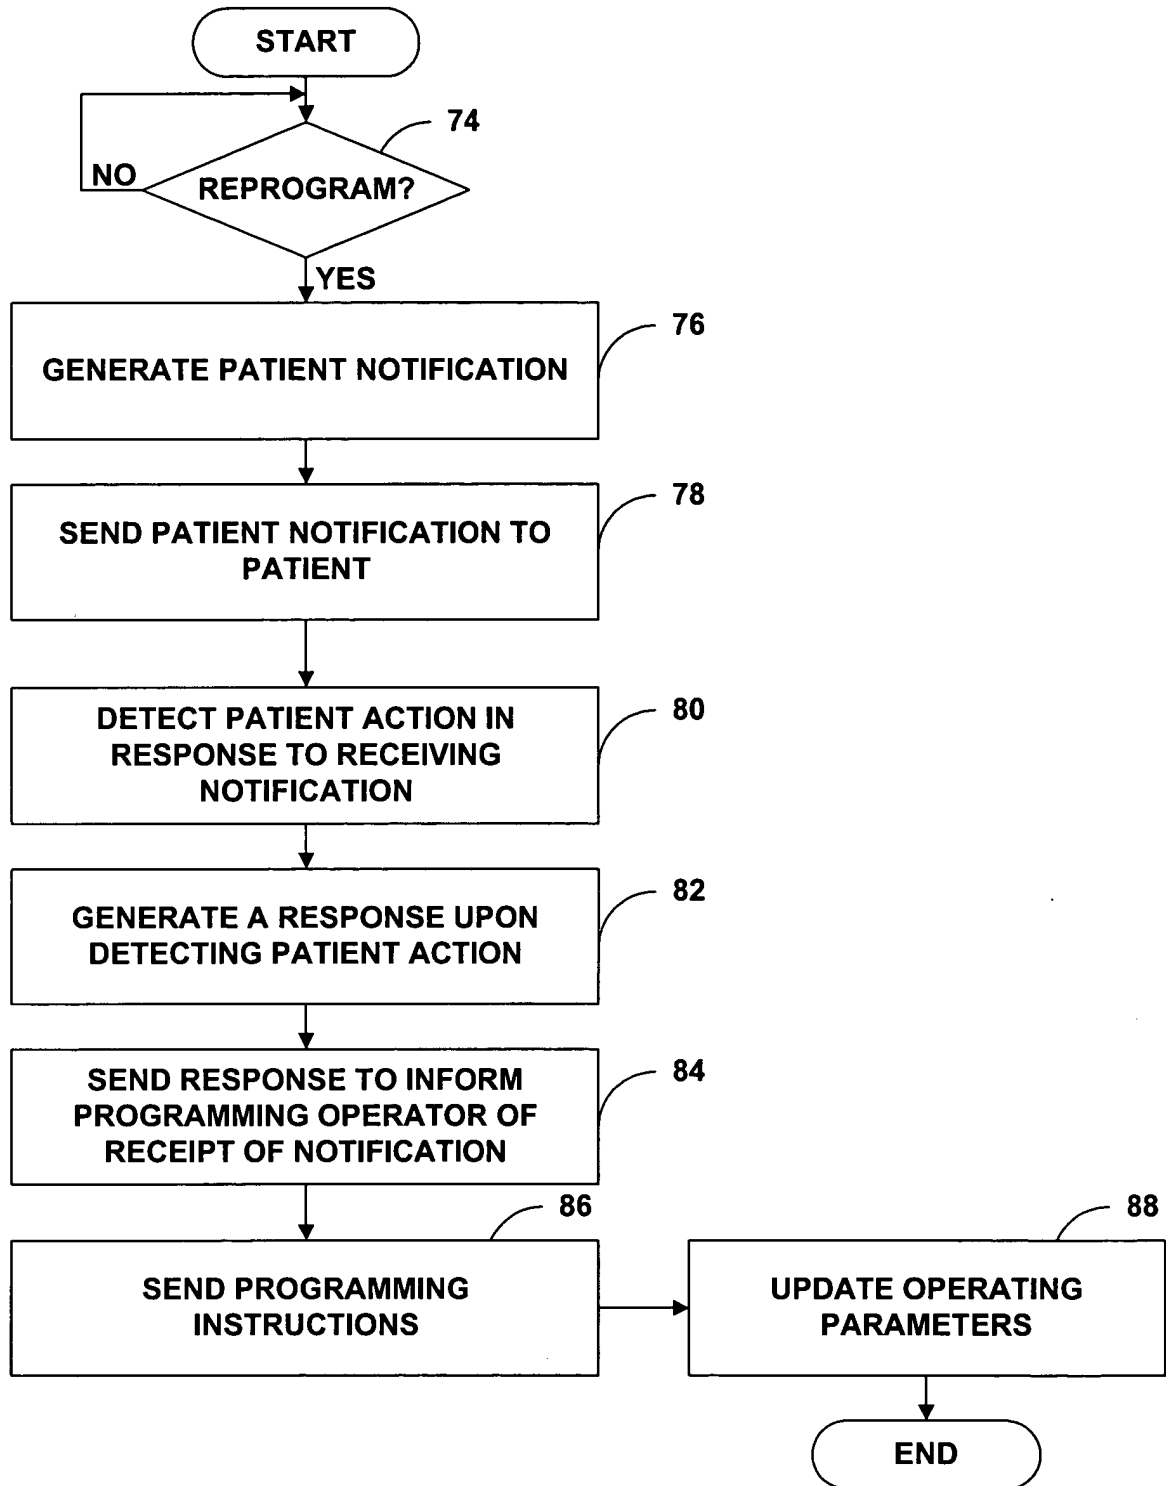 START
74
NO
REPROGRAM?
YES
76
GENERATE PATIENT NOTIFICATION
78
SEND PATIENT NOTIFICATION TO
PATIENT
80
DETECT PATIENT ACTION IN
RESPONSE TO RECEIVING
NOTIFICATION
82
GENERATE A RESPONSE UPON
DETECTING PATIENT ACTION
84
SEND RESPONSE TO INFORM
PROGRAMMING OPERATOR OF
RECEIPT OF NOTIFICATION
86
SEND PROGRAMMING
INSTRUCTIONS
88
UPDATE OPERATING
PARAMETERS
END